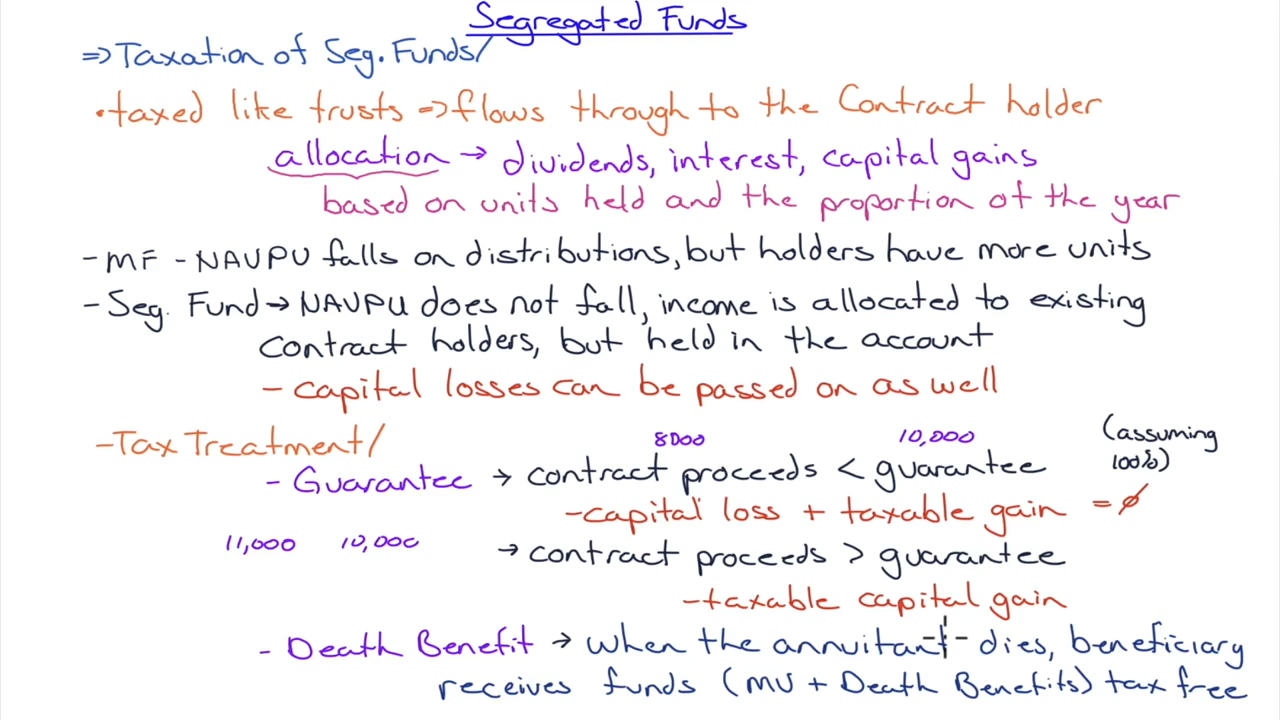 Segregated Funds
⇒ Taxation of Seg. Funds/
• taxed like trusts ⇒ flows through to the Contract holder
allocation → dividends, interest, capital gains
based on units held and the proportion of the year
- MF - NAVPU falls on distributions, but holders have more units
- Seg. Fund → NAVPU does not fall, income is allocated to existing
contract holders, but held in the account
- capital losses can be passed on as well
- Tax Treatment/
8000 10,000 (assuming
100%)
- Guarantee → contract proceeds < guarantee
- capital loss + taxable gain = ∅
11,000 10,000
→ contract proceeds > guarantee
- taxable capital gain
- Death Benefit → when the annuitant dies, beneficiary
receives funds (MV + Death Benefits) tax free